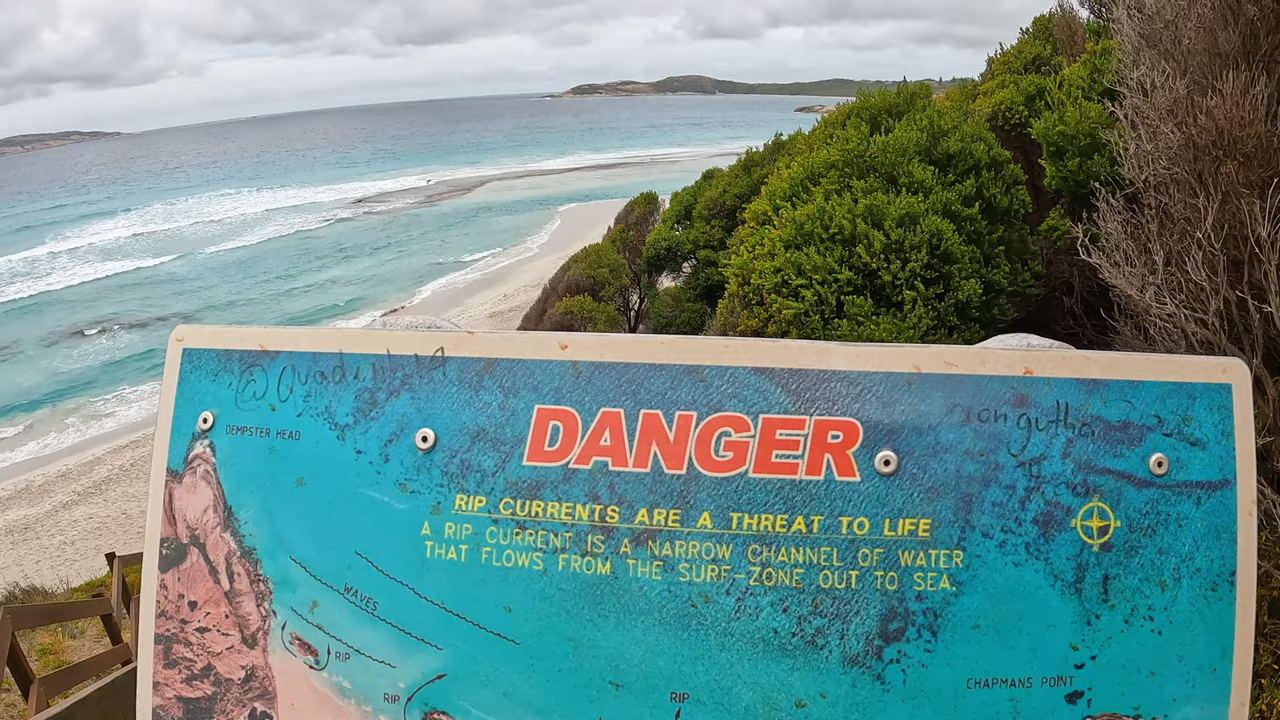 DANGER
RIP CURRENTS ARE A THREAT TO LIFE
A RIP CURRENT IS A NARROW CHANNEL OF WATER
THAT FLOWS FROM THE SURF-ZONE OUT TO SEA.
DEMPSTER HEAD
WAVES
RIP
RIP
RIP
CHAPMANS POINT